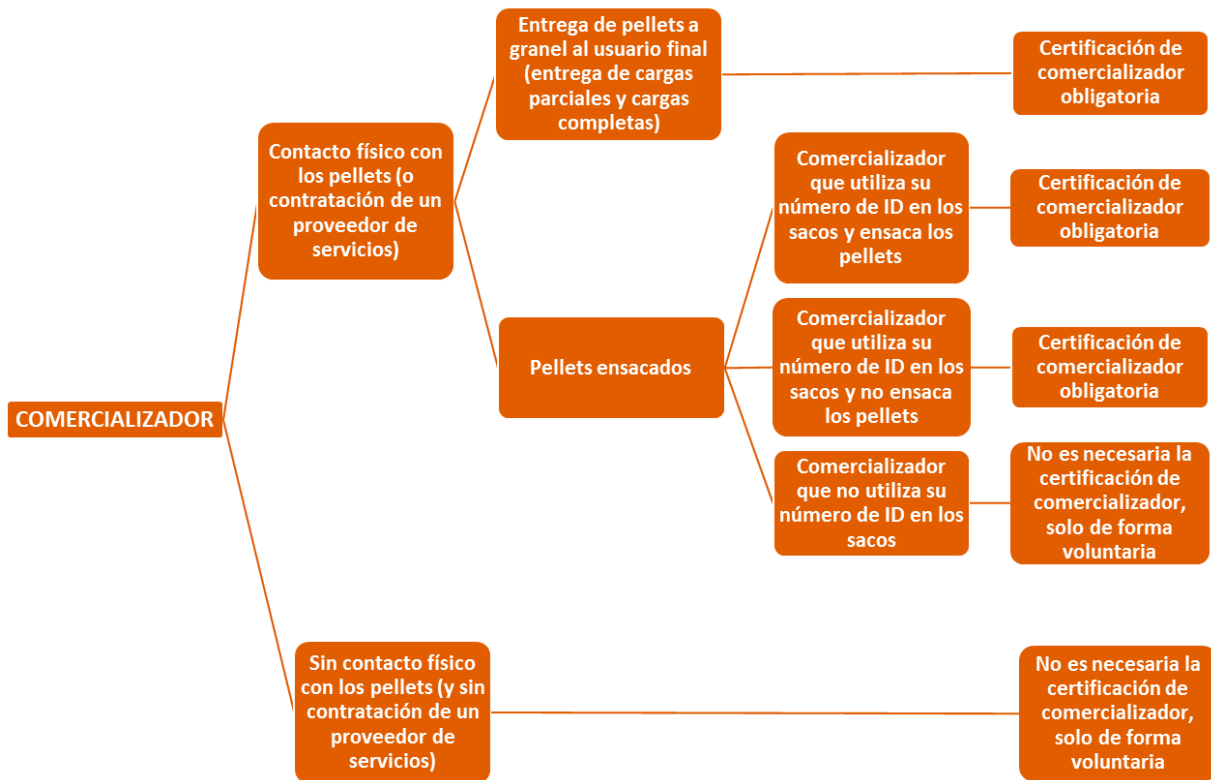 COMERCIALIZADOR
Contacto físico con
los pellets (o
contratación de un
proveedor de
servicios)
Entrega de pellets a
granel al usuario final
(entrega de cargas
parciales y cargas
completas)
Certificación de
comercializador
obligatoria
Pellets ensacados
Comercializador
que utiliza su
número de ID en los
sacos y ensaca los
pellets
Certificación de
comercializador
obligatoria
Comercializador
que utiliza su
número de ID en los
sacos y no ensaca
los pellets
Certificación de
comercializador
obligatoria
Comercializador
que no utiliza su
número de ID en los
sacos
No es necesaria la
certificación de
comercializador,
solo de forma
voluntaria
Sin contacto físico
con los pellets (y sin
contratación de un
proveedor de
servicios)
No es necesaria la
certificación de
comercializador,
solo de forma
voluntaria